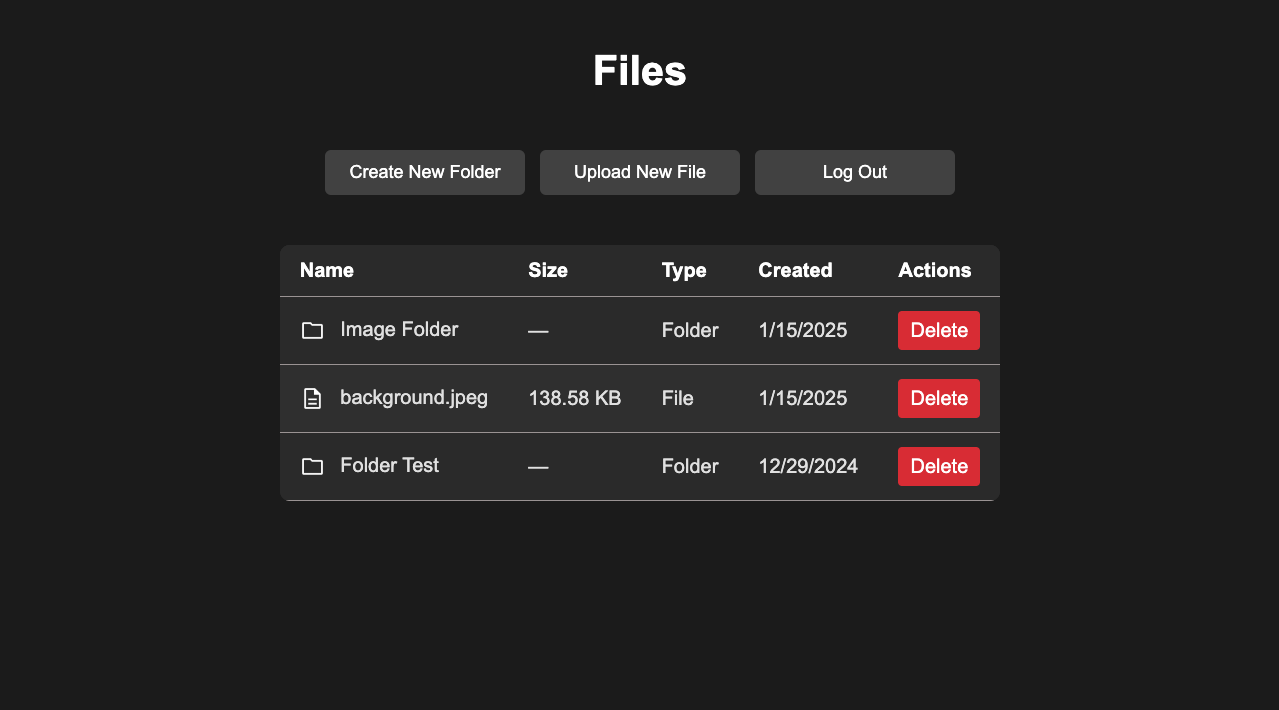 Files
Create New Folder Upload New File Log Out
Name Size Type Created Actions
Image Folder — Folder 1/15/2025 Delete
background.jpeg 138.58 KB File 1/15/2025 Delete
Folder Test — Folder 12/29/2024 Delete